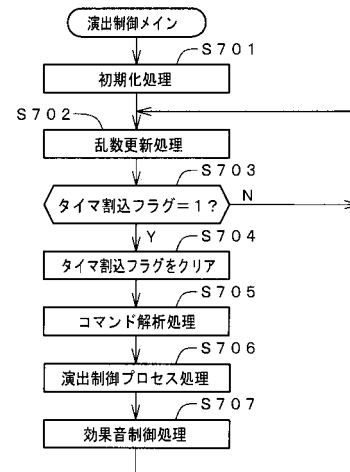 演出制御メイン
S701
初期化処理
S702
乱数更新処理
S703
タイマ割込フラグ=1?
N
Y
S704
タイマ割込フラグをクリア
S705
コマンド解析処理
S706
演出制御プロセス処理
S707
効果音制御処理